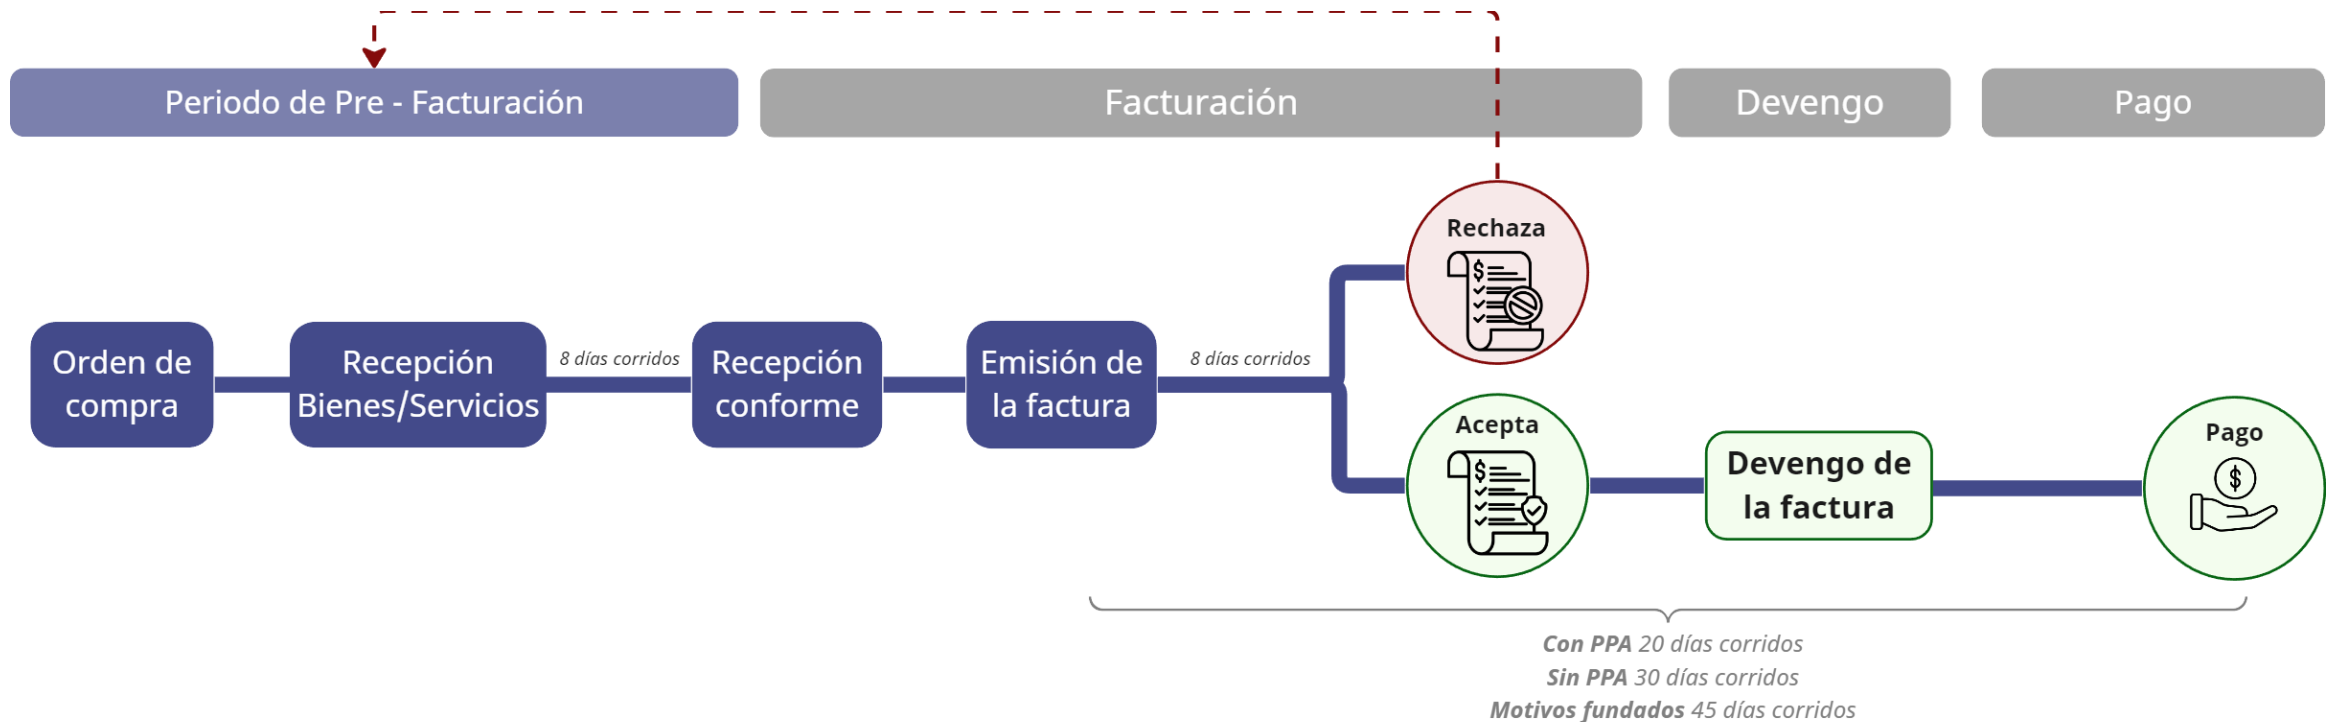 Periodo de Pre - Facturación
Facturación
Devengo
Pago
Orden de
compra
Recepción
Bienes/Servicios
8 días corridos
Recepción
conforme
Emisión de
la factura
8 días corridos
Rechaza
$
Acepta
$
Devengo de
la factura
Pago
$
Con PPA 20 días corridos
Sin PPA 30 días corridos
Motivos fundados 45 días corridos